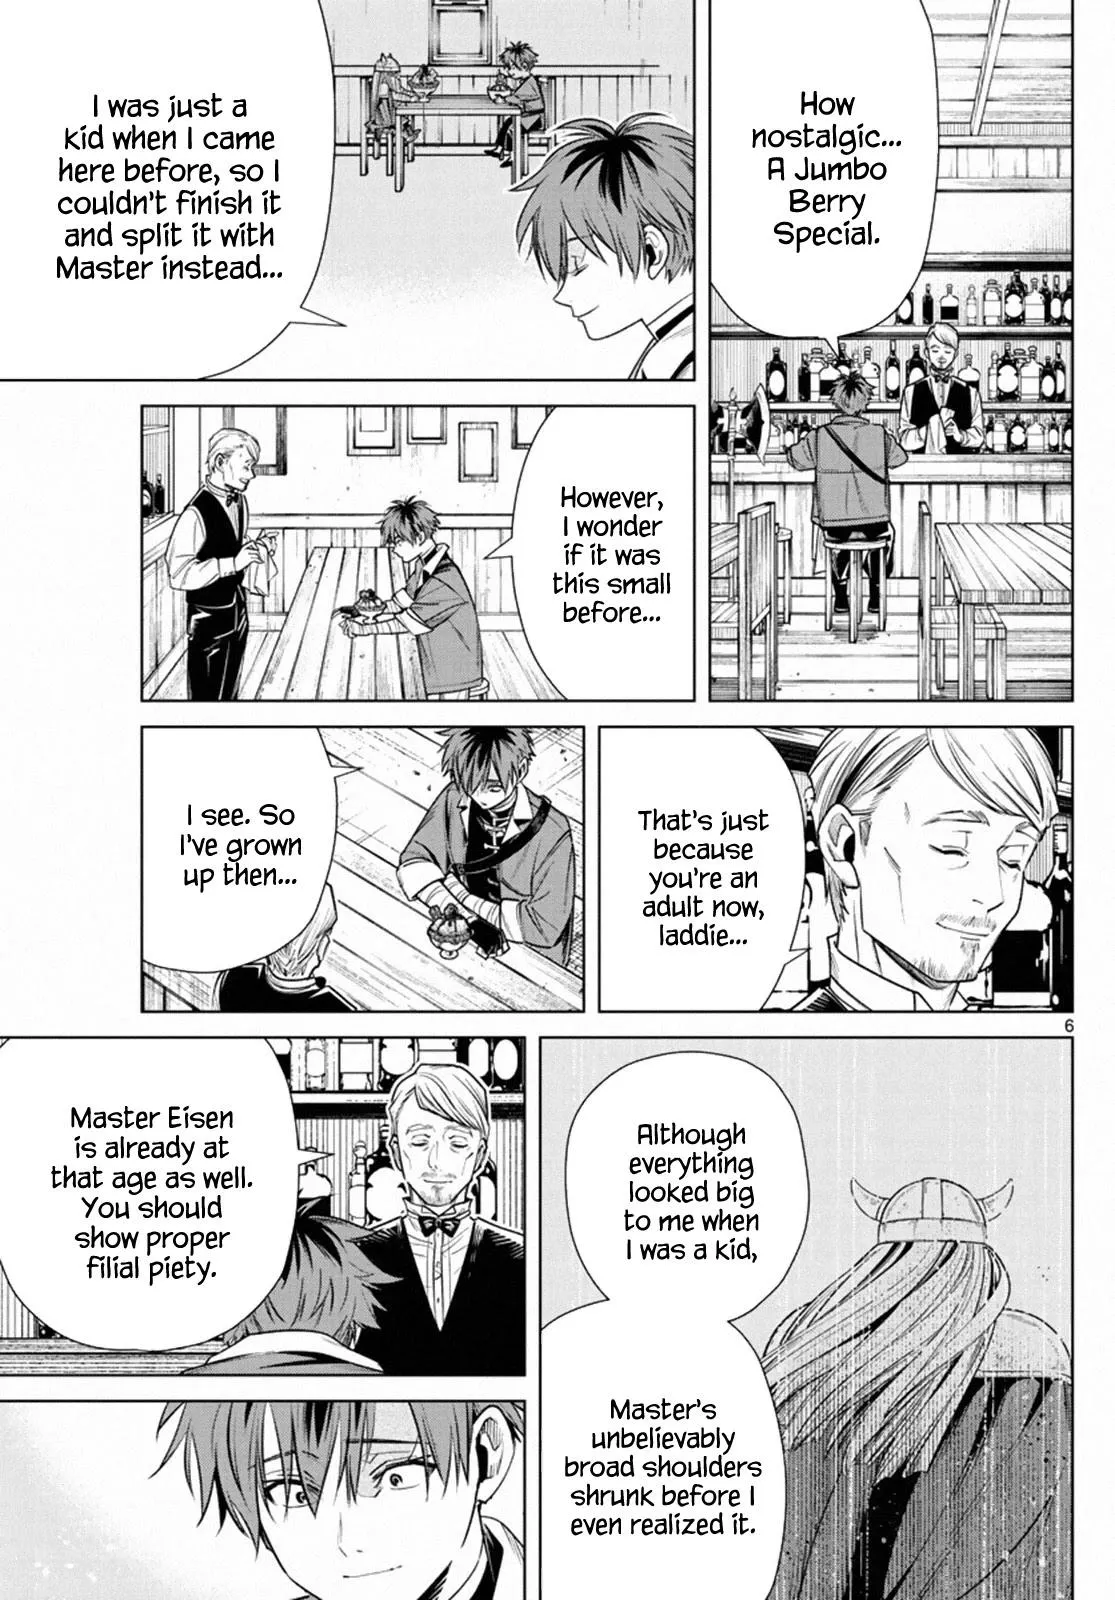 How
nostalgic...
A Jumbo
Berry
Special.
I was just a
kid when I came
here before, so I
couldn't finish it
and split it with
Master instead...
However,
I wonder
if it was
this small
before...
That's just
because
you're an
adult now,
laddie...
I see. So
I've grown
up then...
6
Although
everything
looked big
to me when
I was a kid,
Master's
unbelievably
broad shoulders
shrunk before I
even realized it.
Master Eisen
is already at
that age as well.
You should
show proper
filial piety.